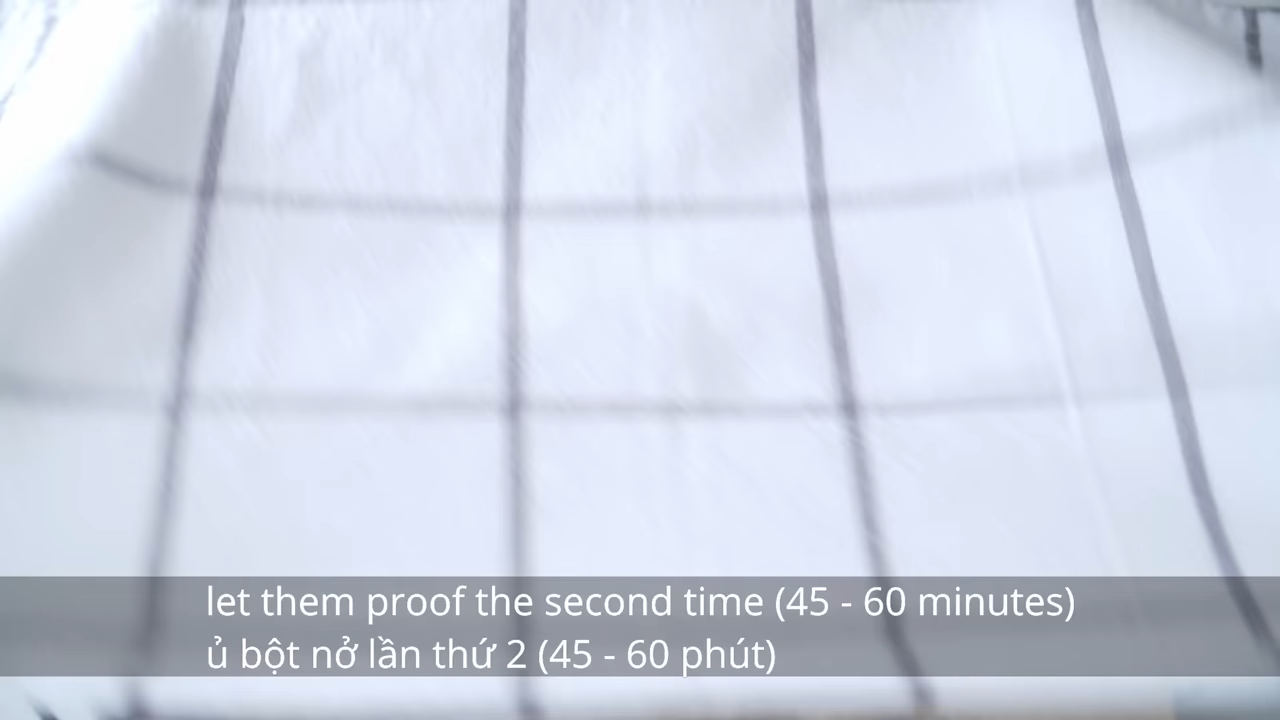 let them proof the second time (45 - 60 minutes)
ủ bột nở lần thứ 2 (45 - 60 phút)